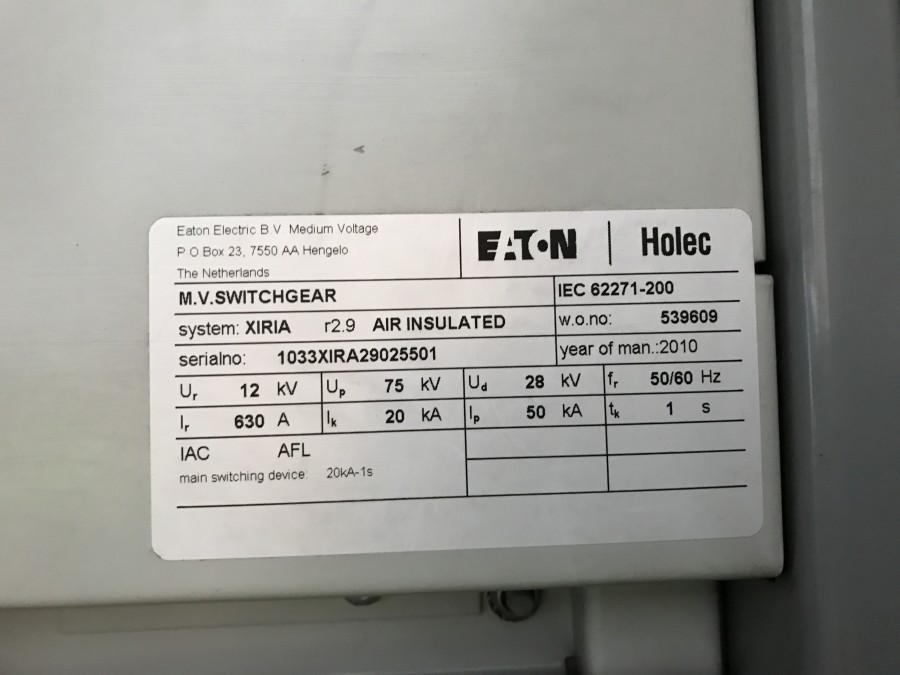 Eaton Electric B V Medium Voltage
P O Box 23, 7550 AA Hengelo
The Netherlands
EATON | Holec
M.V.SWITCHGEAR IEC 62271-200
system: XIRIA r2.9 AIR INSULATED w.o.no: 539609
serialno: 1033XIRA29025501 year of man.:2010
Ur 12 kV Up 75 kV Ud 28 kV fr 50/60 Hz
Ir 630 A Ik 20 kA Ip 50 kA tk 1 s
IAC AFL
main switching device: 20kA-1s